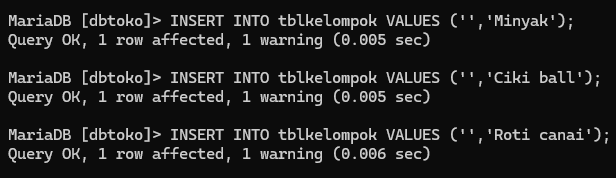 MariaDB [dbtoko]> INSERT INTO tblkelompok VALUES ('','Minyak');
Query OK, 1 row affected, 1 warning (0.005 sec)
MariaDB [dbtoko]> INSERT INTO tblkelompok VALUES ('','Ciki ball');
Query OK, 1 row affected, 1 warning (0.005 sec)
MariaDB [dbtoko]> INSERT INTO tblkelompok VALUES ('','Roti canai');
Query OK, 1 row affected, 1 warning (0.006 sec)